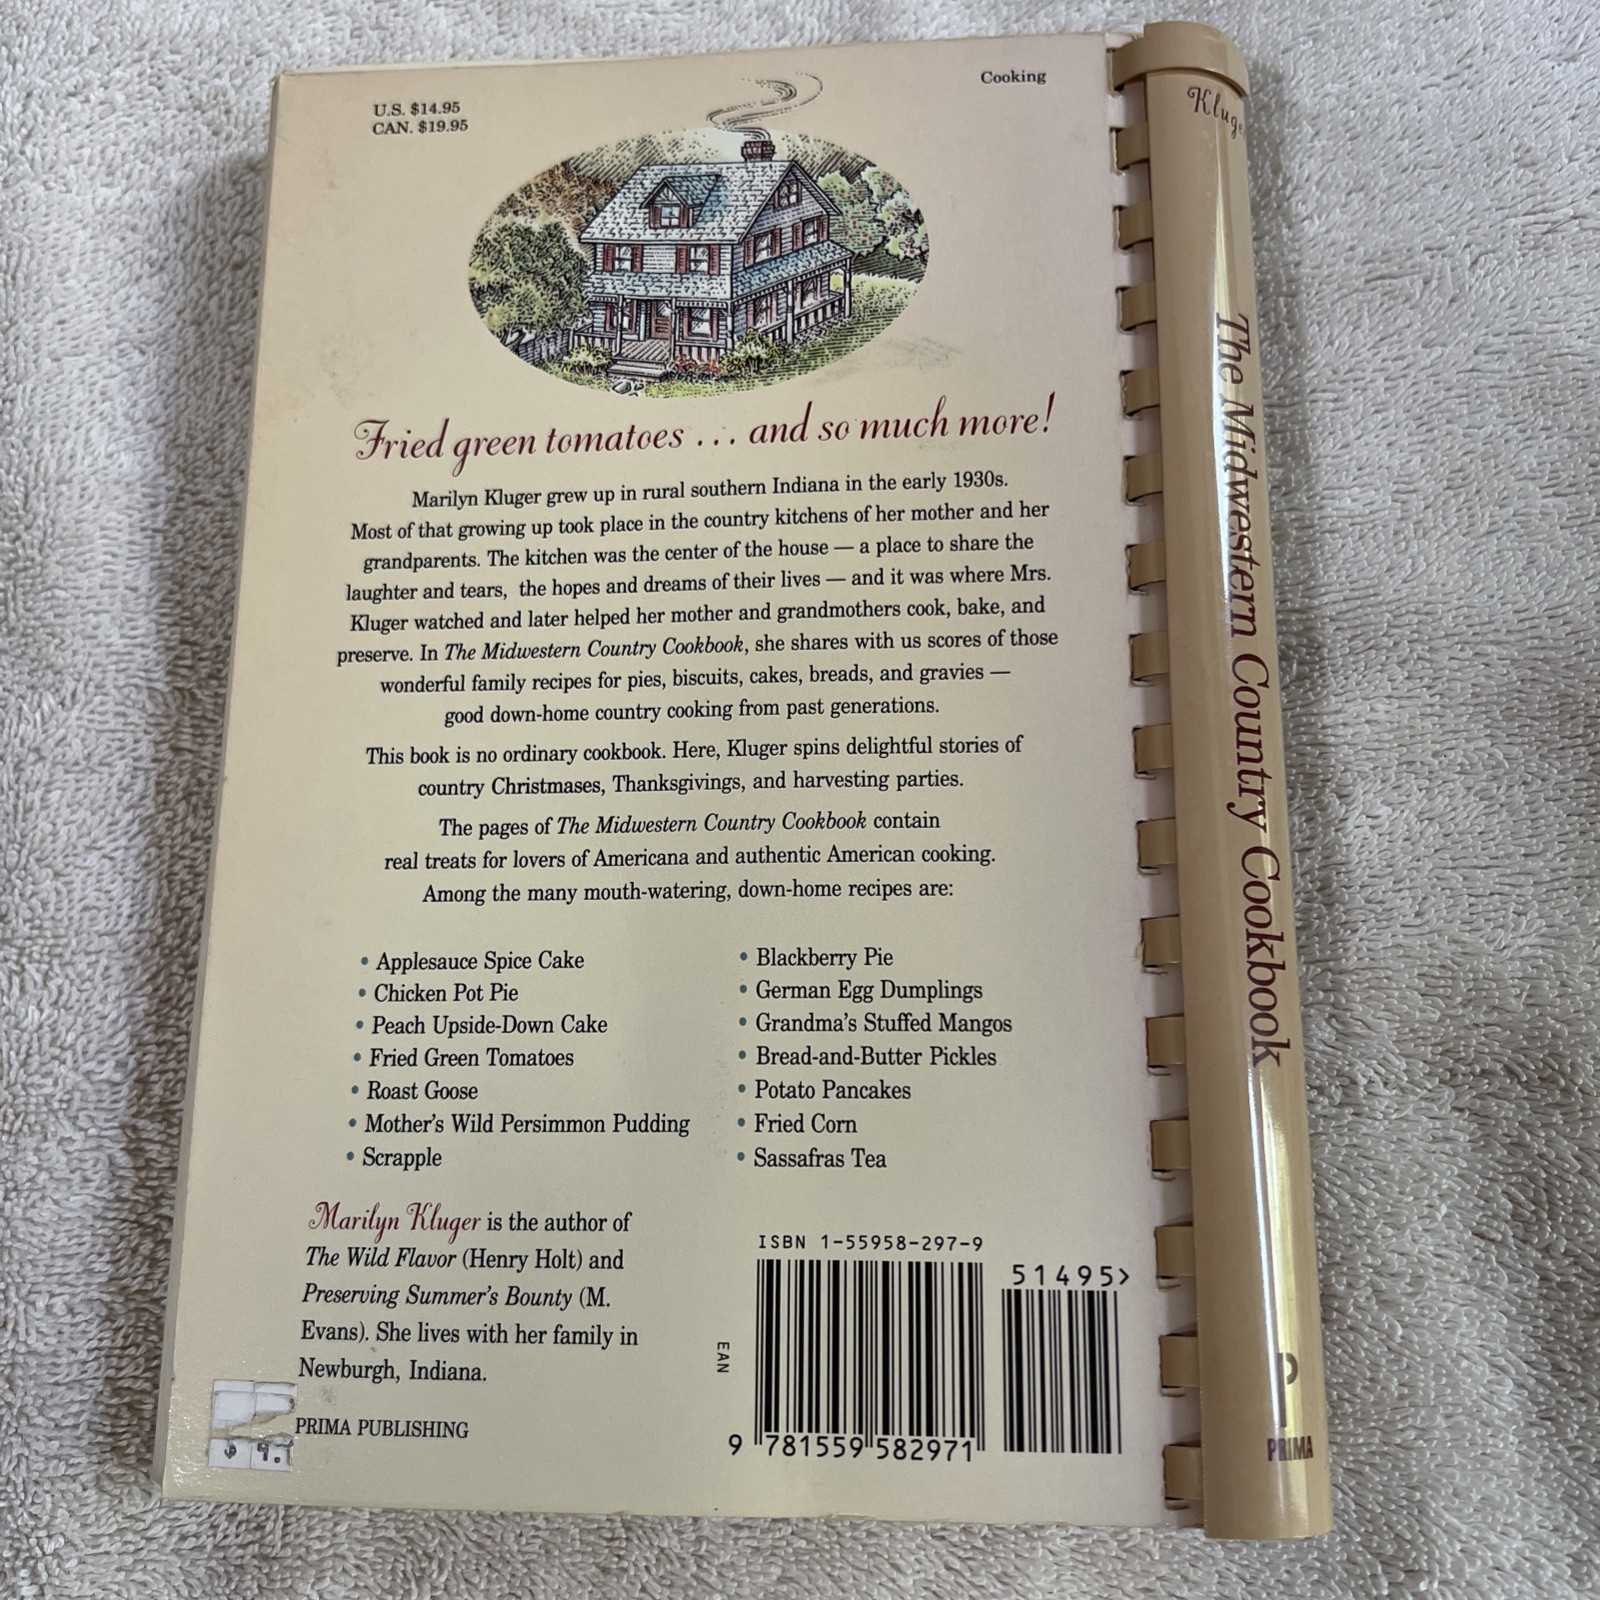 U.S. $14.95
CAN. $19.95
Cooking
Fried green tomatoes . . . and so much more!
Marilyn Kluger grew up in rural southern Indiana in the early 1930s.
Most of that growing up took place in the country kitchens of her mother and her
grandparents. The kitchen was the center of the house — a place to share the
laughter and tears, the hopes and dreams of their lives — and it was where Mrs.
Kluger watched and later helped her mother and grandmothers cook, bake, and
preserve. In The Midwestern Country Cookbook, she shares with us scores of those
wonderful family recipes for pies, biscuits, cakes, breads, and gravies —
good down-home country cooking from past generations.
This book is no ordinary cookbook. Here, Kluger spins delightful stories of
country Christmases, Thanksgivings, and harvesting parties.
The pages of The Midwestern Country Cookbook contain
real treats for lovers of Americana and authentic American cooking.
Among the many mouth-watering, down-home recipes are:
• Applesauce Spice Cake
• Chicken Pot Pie
• Peach Upside-Down Cake
• Fried Green Tomatoes
• Roast Goose
• Mother's Wild Persimmon Pudding
• Scrapple
• Blackberry Pie
• German Egg Dumplings
• Grandma's Stuffed Mangos
• Bread-and-Butter Pickles
• Potato Pancakes
• Fried Corn
• Sassafras Tea
Marilyn Kluger is the author of
The Wild Flavor (Henry Holt) and
Preserving Summer's Bounty (M.
Evans). She lives with her family in
Newburgh, Indiana.
PRIMA PUBLISHING
ISBN 1-55958-297-9
51495>
EAN
9 781559 582971
Kluger
The Midwestern Country Cookbook
P
PRIMA